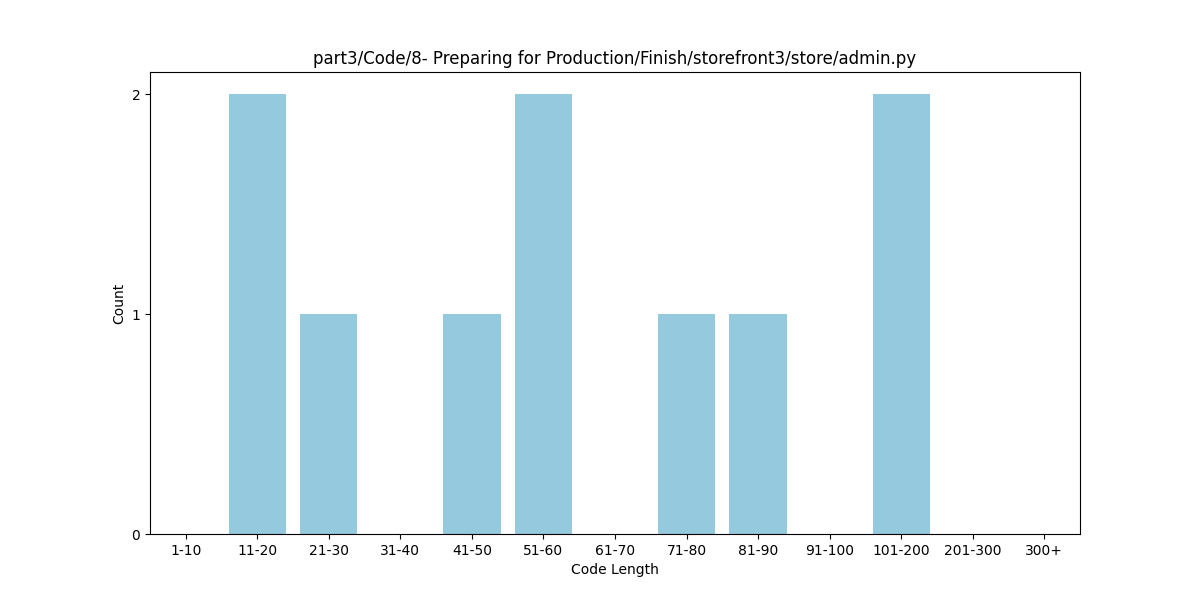 part3/Code/8- Preparing for Production/Finish/storefront3/store/admin.py
Count
2
1
0
1-10 11-20 21-30 31-40 41-50 51-60 61-70 71-80 81-90 91-100 101-200 201-300 300+
Code Length